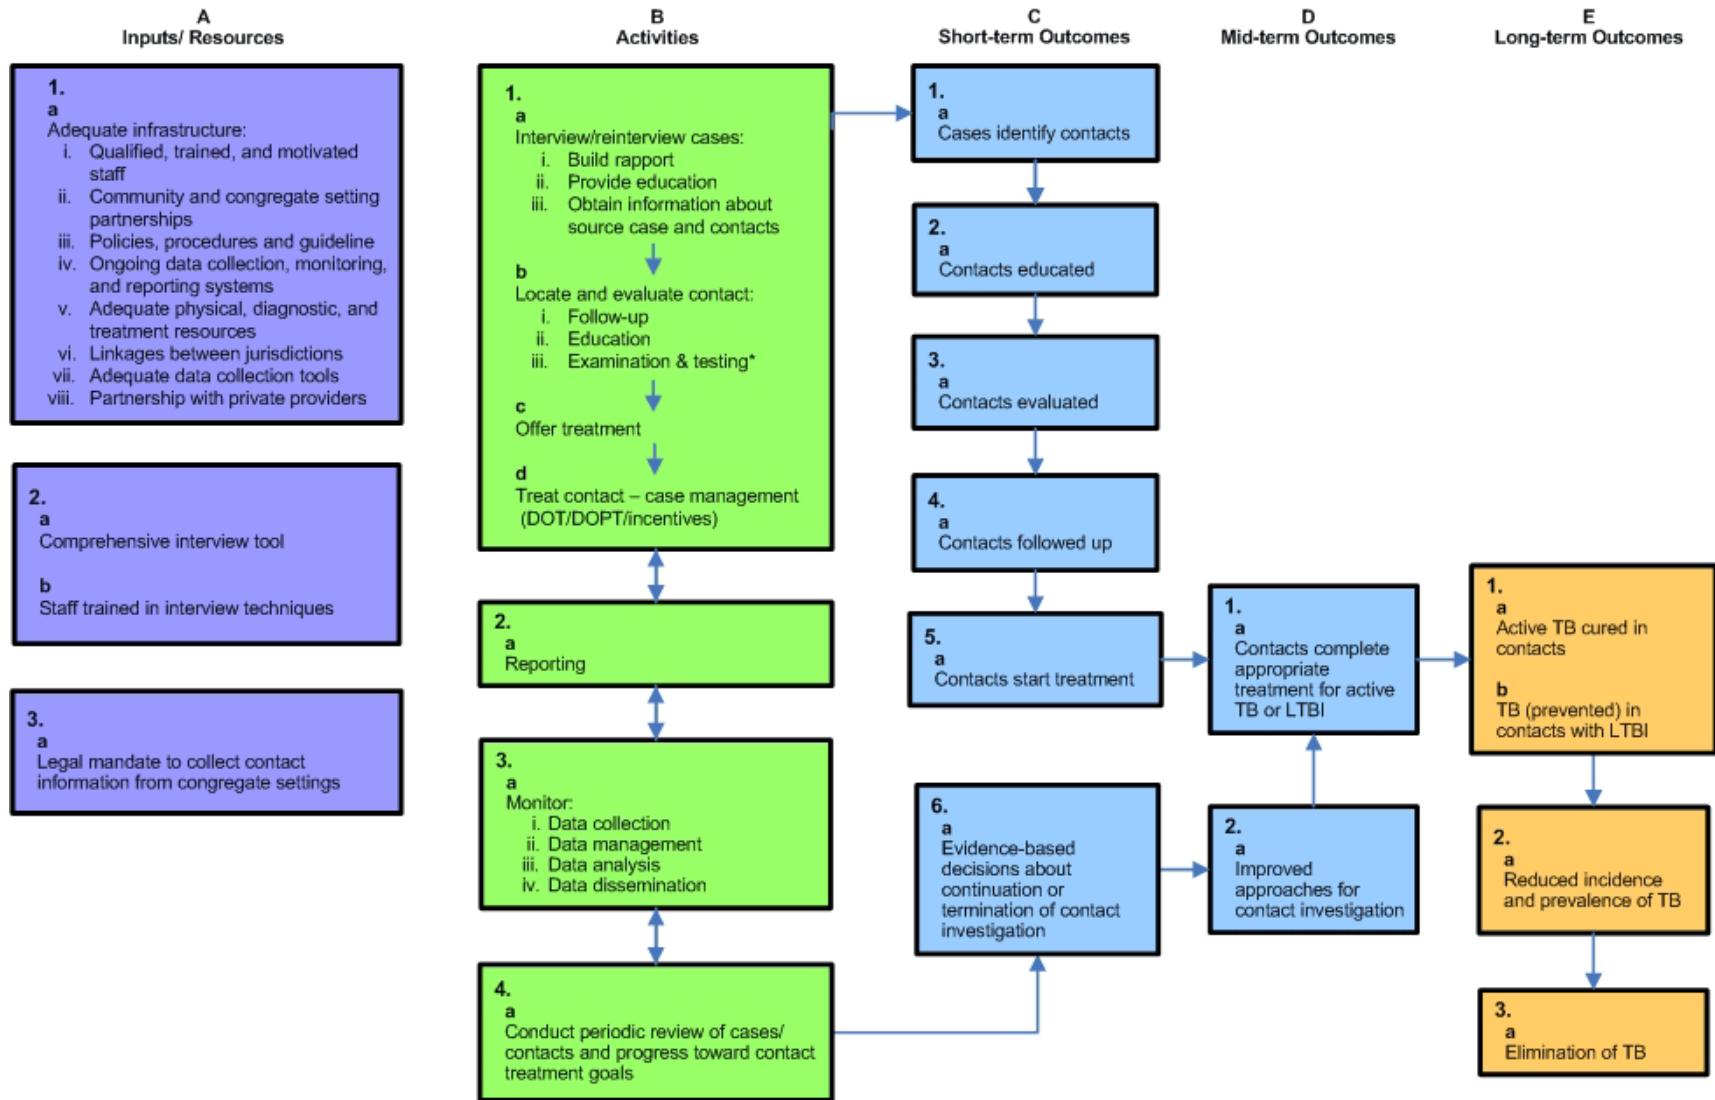 A
Inputs/ Resources
1.
a
Adequate infrastructure:
i. Qualified, trained, and motivated
staff
ii. Community and congregate setting
partnerships
iii. Policies, procedures and guideline
iv. Ongoing data collection, monitoring,
and reporting systems
v. Adequate physical, diagnostic, and
treatment resources
vi. Linkages between jurisdictions
vii. Adequate data collection tools
viii. Partnership with private providers
2.
a
Comprehensive interview tool
b
Staff trained in interview techniques
3.
a
Legal mandate to collect contact
information from congregate settings
B
Activities
1.
a
Interview/reinterview cases:
i. Build rapport
ii. Provide education
iii. Obtain information about
source case and contacts
b
Locate and evaluate contact:
i. Follow-up
ii. Education
iii. Examination & testing*
c
Offer treatment
d
Treat contact – case management
(DOT/DOPT/incentives)
2.
a
Reporting
3.
a
Monitor:
i. Data collection
ii. Data management
iii. Data analysis
iv. Data dissemination
4.
a
Conduct periodic review of cases/
contacts and progress toward contact
treatment goals
C
Short-term Outcomes
1.
a
Cases identify contacts
2.
a
Contacts educated
3.
a
Contacts evaluated
4.
a
Contacts followed up
5.
a
Contacts start treatment
6.
a
Evidence-based
decisions about
continuation or
termination of contact
investigation
D
Mid-term Outcomes
1.
a
Contacts complete
appropriate
treatment for active
TB or LTBI
2.
a
Improved
approaches for
contact investigation
E
Long-term Outcomes
1.
a
Active TB cured in
contacts
b
TB (prevented) in
contacts with LTBI
2.
a
Reduced incidence
and prevalence of TB
3.
a
Elimination of TB